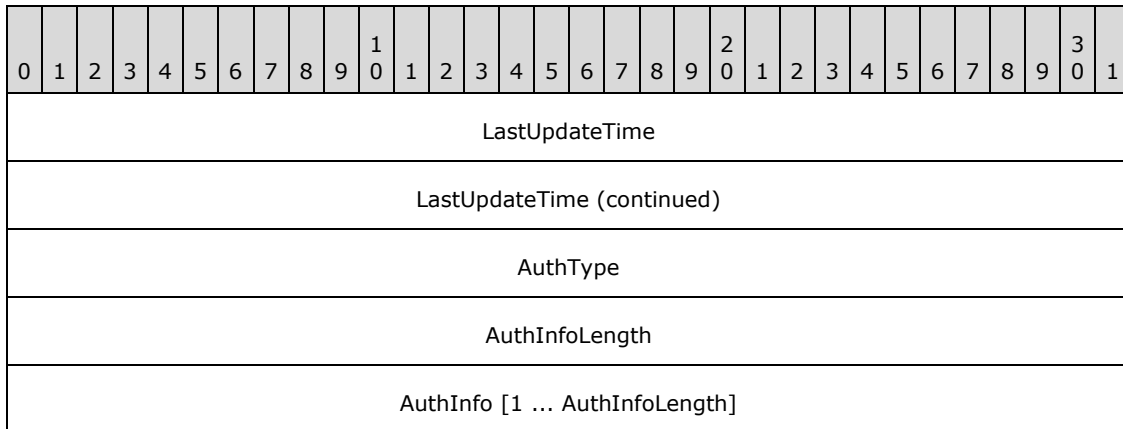 1 2 3
0 1 2 3 4 5 6 7 8 9 0 1 2 3 4 5 6 7 8 9 0 1 2 3 4 5 6 7 8 9 0 1
LastUpdateTime
LastUpdateTime (continued)
AuthType
AuthInfoLength
AuthInfo [1 ... AuthInfoLength]